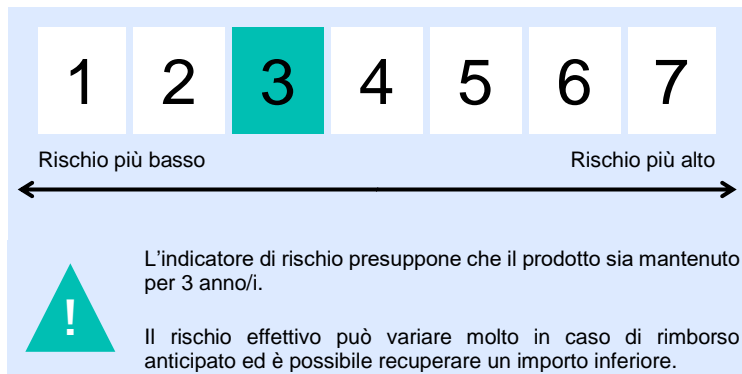 1 2 3 4 5 6 7
Rischio più basso Rischio più alto
L'indicatore di rischio presuppone che il prodotto sia mantenuto
per 3 anno/i.
!
Il rischio effettivo può variare molto in caso di rimborso
anticipato ed è possibile recuperare un importo inferiore.